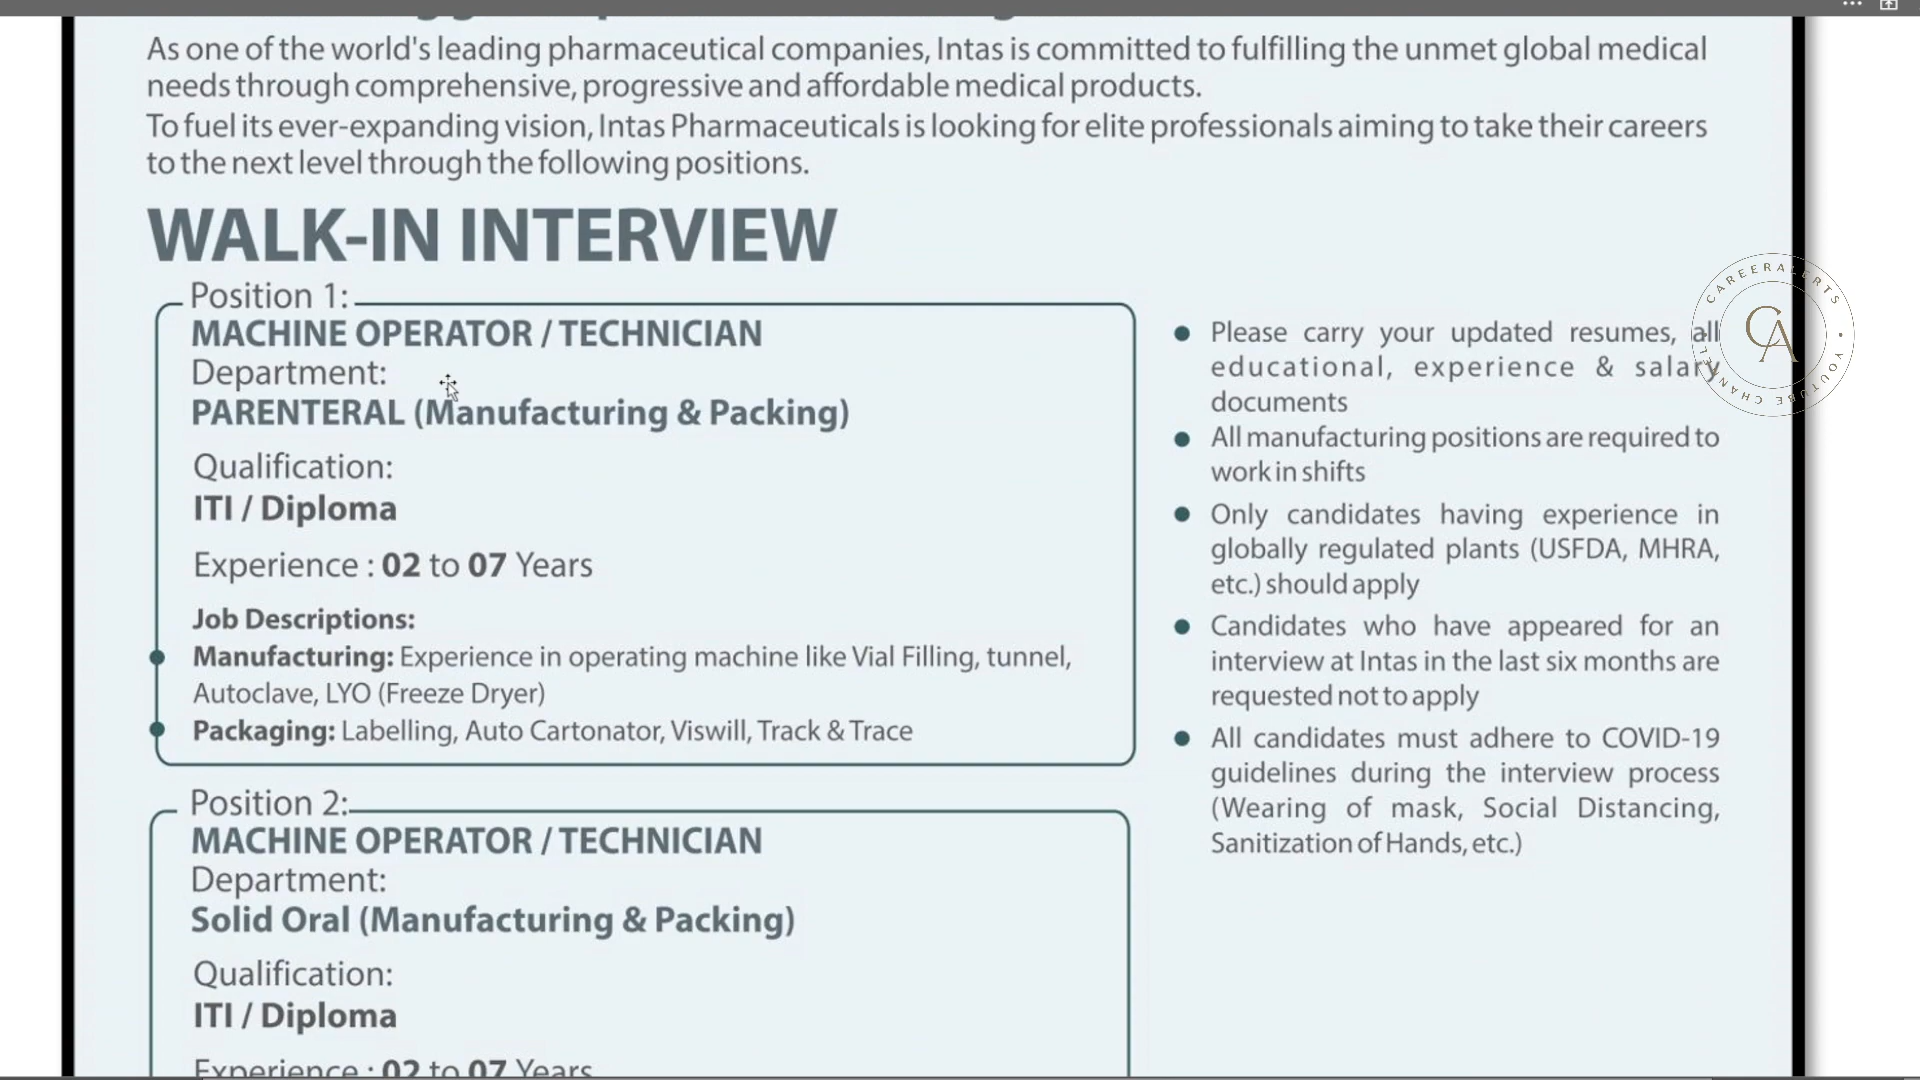 As one of the world's leading pharmaceutical companies, Intas is committed to fulfilling the unmet global medical
needs through comprehensive, progressive and affordable medical products.
To fuel its ever-expanding vision, Intas Pharmaceuticals is looking for elite professionals aiming to take their careers
to the next level through the following positions.
WALK-IN INTERVIEW
Position 1:
MACHINE OPERATOR / TECHNICIAN
Department:
PARENTERAL (Manufacturing & Packing)
Qualification:
ITI / Diploma
Experience : 02 to 07 Years
Job Descriptions:
Manufacturing: Experience in operating machine like Vial Filling, tunnel,
Autoclave, LYO (Freeze Dryer)
Packaging: Labelling, Auto Cartonator, Viswill, Track & Trace
Position 2:
MACHINE OPERATOR / TECHNICIAN
Department:
Solid Oral (Manufacturing & Packing)
Qualification:
ITI / Diploma
Experience : 02 to 07 Years
Please carry your updated resumes, all
educational, experience & salary
documents
All manufacturing positions are required to
work in shifts
Only candidates having experience in
globally regulated plants (USFDA, MHRA,
etc.) should apply
Candidates who have appeared for an
interview at Intas in the last six months are
requested not to apply
All candidates must adhere to COVID-19
guidelines during the interview process
(Wearing of mask, Social Distancing,
Sanitization of Hands, etc.)
CAREERALERTS
YOUTUBE CHANNEL
CA